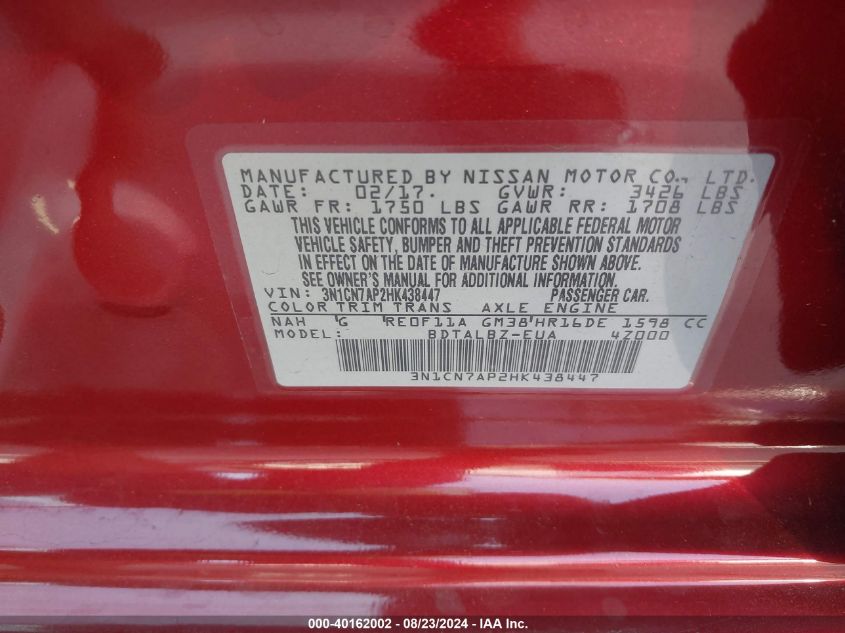 MANUFACTURED BY NISSAN MOTOR CO., LTD.
DATE: 02/17. GVWR: 3426 LBS
GAWR FR: 1750 LBS GAWR RR: 1708 LBS
THIS VEHICLE CONFORMS TO ALL APPLICABLE FEDERAL MOTOR
VEHICLE SAFETY, BUMPER AND THEFT PREVENTION STANDARDS
IN EFFECT ON THE DATE OF MANUFACTURE SHOWN ABOVE.
SEE OWNER'S MANUAL FOR ADDITIONAL INFORMATION.
VIN: 3N1CN7AP2HK438447 PASSENGER CAR.
COLOR TRIM TRANS AXLE ENGINE
NAH G RE0F11A GM38 HR16DE 1598 CC
MODEL: BDTALBZ-EUA 4Z000
3N1CN7AP2HK438447
000-40162002 - 08/23/2024 - IAA Inc.